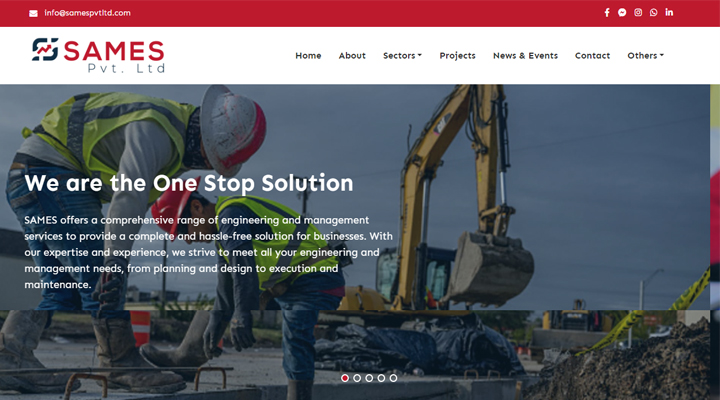 info@samespvtltd.com
SAMES
Pvt. Ltd
Home About Sectors Projects News & Events Contact Others
We are the One Stop Solution
SAMES offers a comprehensive range of engineering and management
services to provide a complete and hassle-free solution for businesses. With
our expertise and experience, we strive to meet all your engineering and
management needs, from planning and design to execution and
maintenance.